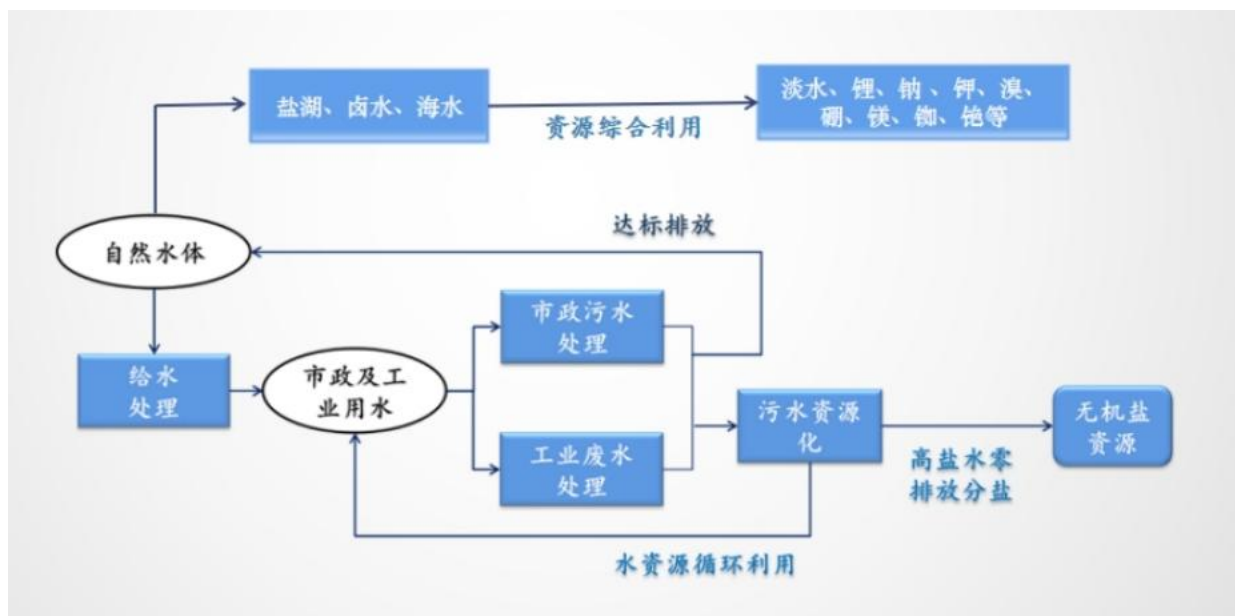 盐湖、卤水、海水
资源综合利用
淡水、锂、钠、钾、溴、
硼、镁、铷、铯等
自然水体
达标排放
给水
处理
市政及工
业用水
市政污水
处理
工业废水
处理
污水资源
化
高盐水零
排放分盐
无机盐
资源
水资源循环利用